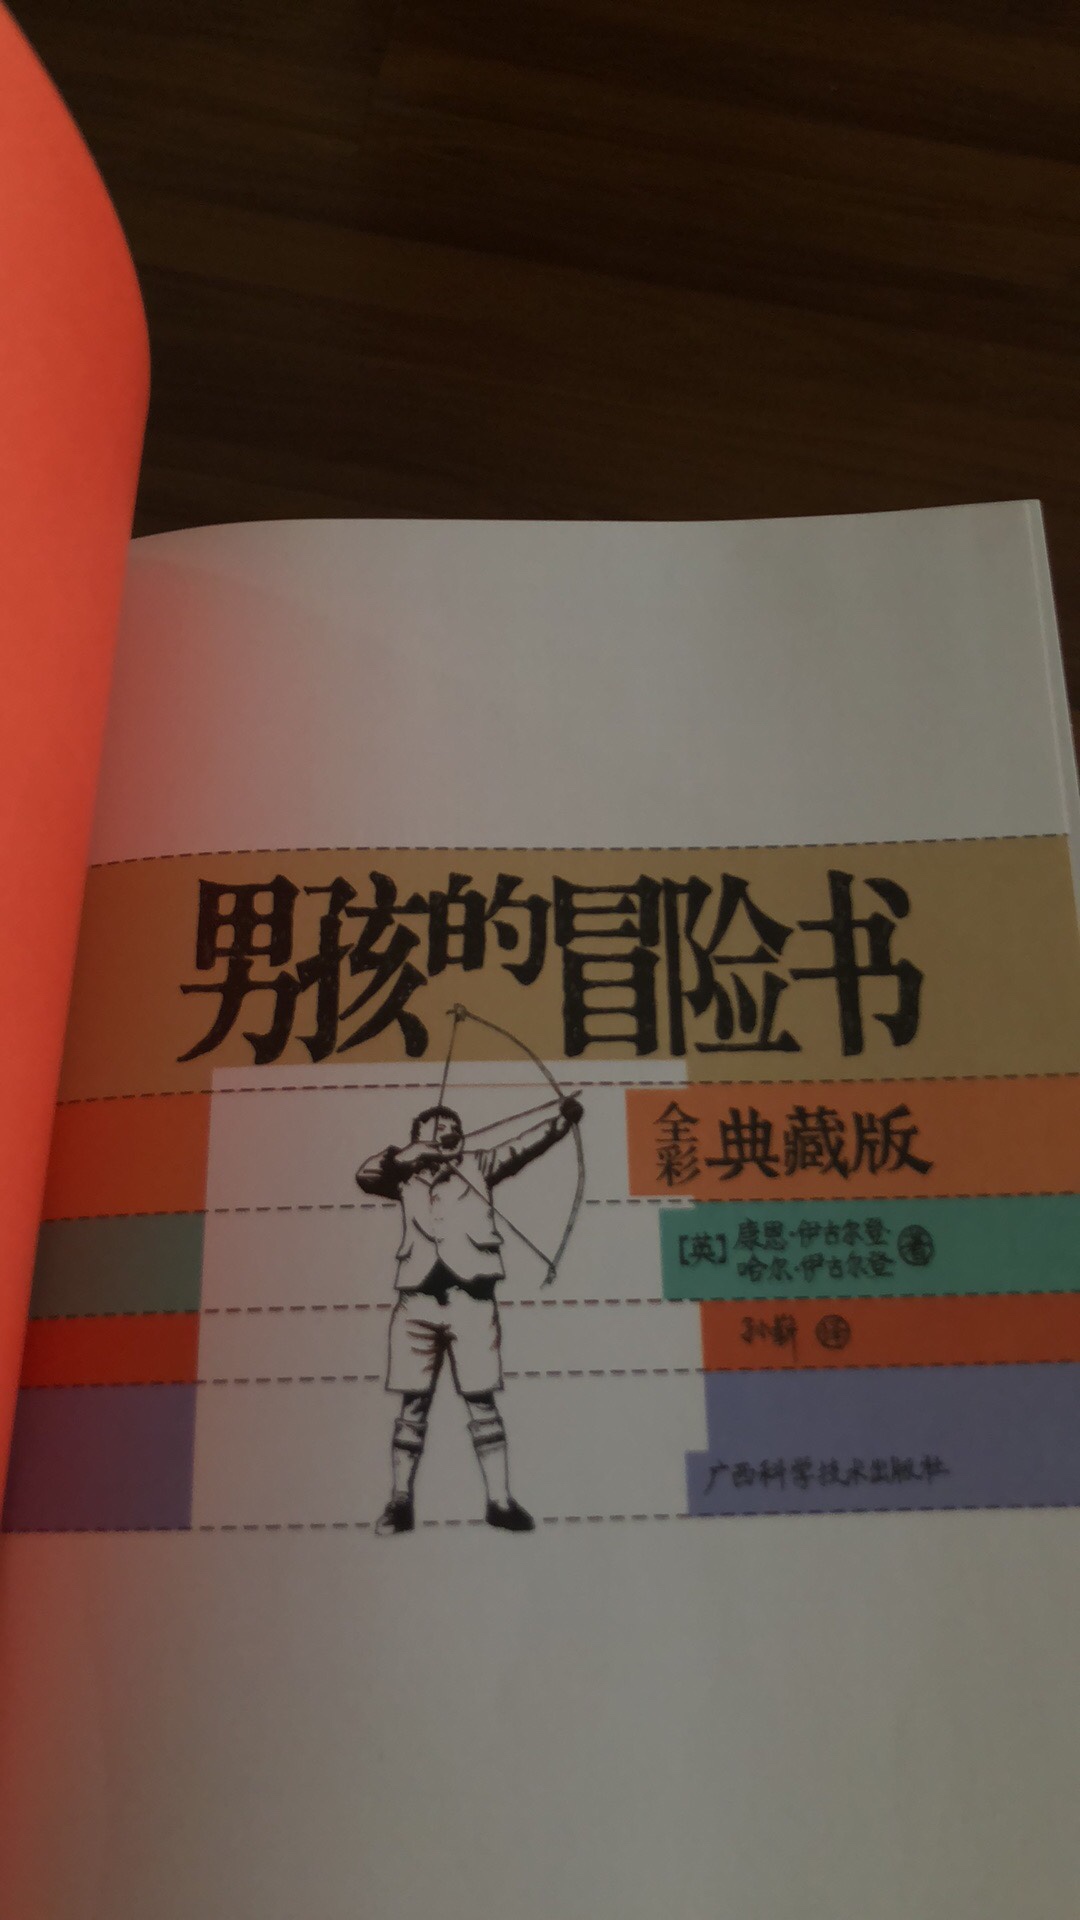 男孩的冒险书
全彩 典藏版
[英] 康恩·伊古尔登
哈尔·伊古尔登 著
孙崭 译
广西科学技术出版社